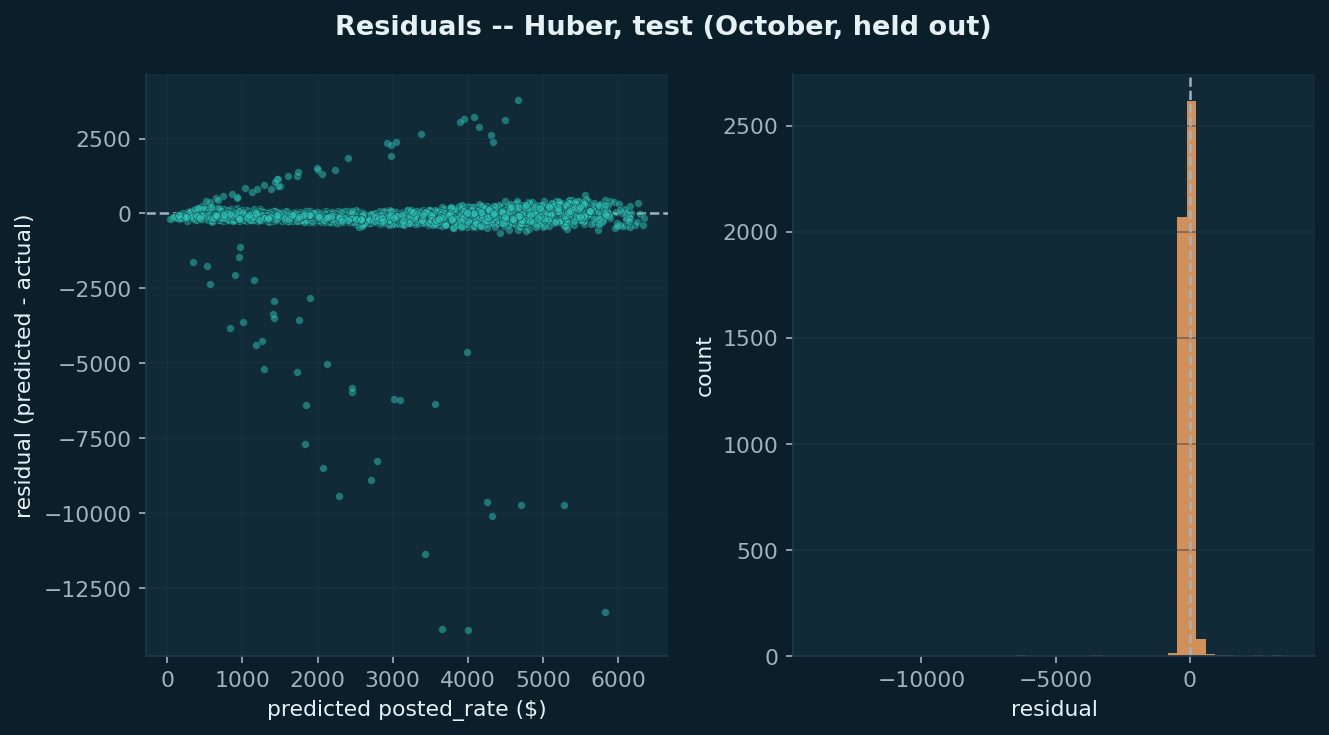 Residuals -- Huber, test (October, held out)
residual (predicted - actual)
2500
0
−2500
−5000
−7500
−10000
−12500
0 1000 2000 3000 4000 5000 6000
predicted posted_rate ($)
count
2500
2000
1500
1000
500
0
−10000 −5000 0
residual